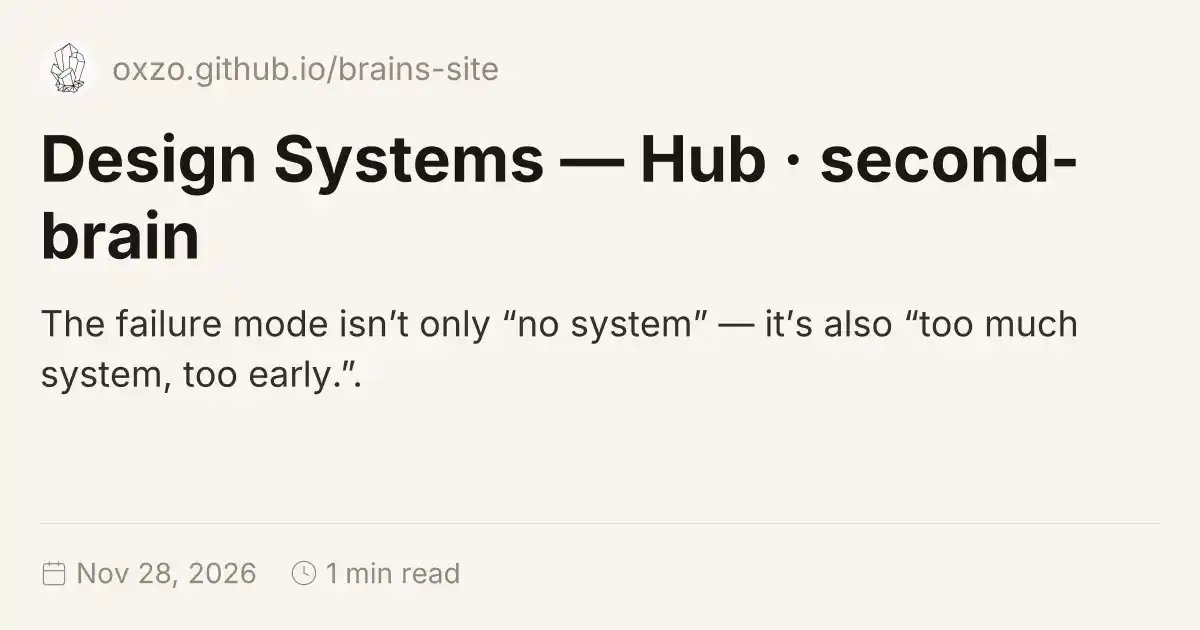 oxzo.github.io/brains-site
Design Systems — Hub · second-
brain
The failure mode isn’t only “no system” — it’s also “too much
system, too early.”.
Nov 28, 2026 1 min read